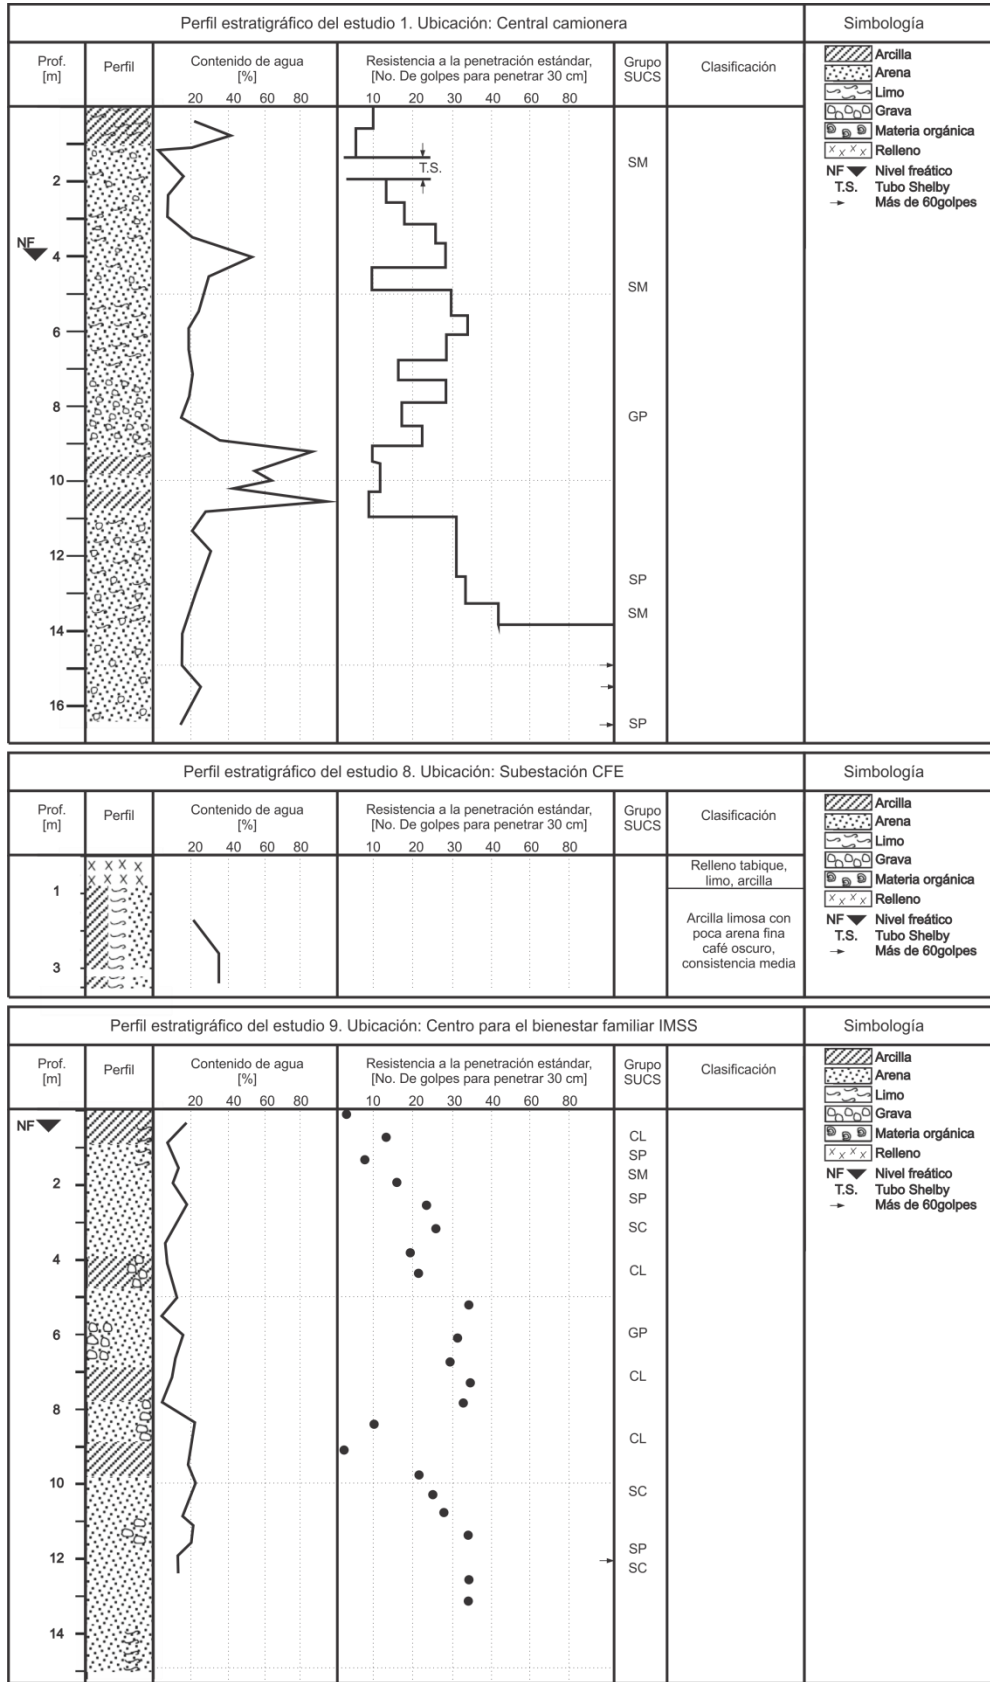 Perfil estratigráfico del estudio 1. Ubicación: Central camionera
Simbología
Prof.
[m]
Perfil
Contenido de agua
[%]
Resistencia a la penetración estándar,
[No. De golpes para penetrar 30 cm]
Grupo
SUCS
Clasificación
20 40 60 80
10 20 30 40 60 80
Arcilla
Arena
Limo
Grava
Materia orgánica
Relleno
NF Nivel freático
T.S. Tubo Shelby
Más de 60golpes
T.S.
SM
2
NF
4
SM
6
8
GP
10
12
SP
SM
14
16
SP
Perfil estratigráfico del estudio 8. Ubicación: Subestación CFE
Simbología
Prof.
[m]
Perfil
Contenido de agua
[%]
Resistencia a la penetración estándar,
[No. De golpes para penetrar 30 cm]
Grupo
SUCS
Clasificación
20 40 60 80
10 20 30 40 60 80
Arcilla
Arena
Limo
Grava
Materia orgánica
Relleno
NF Nivel freático
T.S. Tubo Shelby
Más de 60golpes
Relleno tabique,
limo, arcilla
1
Arcilla limosa con
poca arena fina
café oscuro,
consistencia media
3
Perfil estratigráfico del estudio 9. Ubicación: Centro para el bienestar familiar IMSS
Simbología
Prof.
[m]
Perfil
Contenido de agua
[%]
Resistencia a la penetración estándar,
[No. De golpes para penetrar 30 cm]
Grupo
SUCS
Clasificación
20 40 60 80
10 20 30 40 60 80
Arcilla
Arena
Limo
Grava
Materia orgánica
Relleno
NF Nivel freático
T.S. Tubo Shelby
Más de 60golpes
NF
CL
SP
SM
2
SP
SC
4
CL
6
GP
CL
8
CL
10
SC
SP
12
SC
14